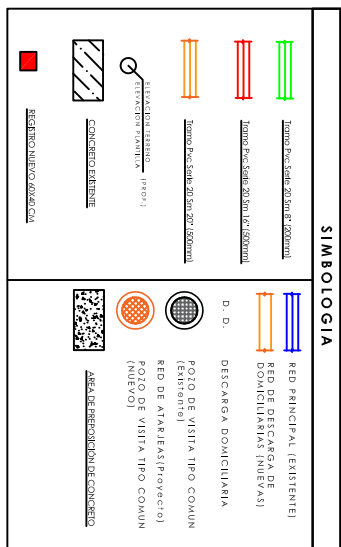 SIMBOLOGIA
Tramo Pvc Serie 20 Sm 8" (200mm)
Tramo Pvc Serie 20 Sm 16" (500mm)
Tramo Pvc Serie 20 Sm 20" (500mm)
ELEVACION TERRENO
ELEVACION PLANTILLA
(PROP.)
CONCRETO EXISTENTE
REGISTRO NUEVO 60X40 CM
RED PRINCIPAL (EXISTENTE)
RED DE DESCARGA DE
DOMICILIARIAS (NUEVAS)
D. D.
DESCARGA DOMICILIARIA
POZO DE VISITA TIPO COMUN
(Existente)
RED DE ATARJEAS(Proyecto)
POZO DE VISITA TIPO COMUN
(NUEVO)
AREA DE PREPOSICIÓN DE CONCRETO